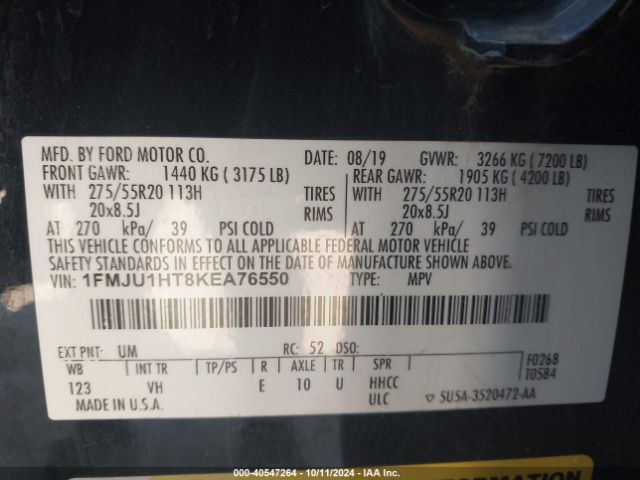 MFD. BY FORD MOTOR CO. DATE: 08/19 GVWR: 3266 KG ( 7200 LB)
FRONT GAWR: 1440 KG ( 3175 LB) REAR GAWR: 1905 KG ( 4200 LB)
WITH 275/55R20 113H TIRES WITH 275/55R20 113H TIRES
20x8.5J RIMS 20x8.5J RIMS
AT 270 kPa/ 39 PSI COLD AT 270 kPa/ 39 PSI COLD
THIS VEHICLE CONFORMS TO ALL APPLICABLE FEDERAL MOTOR VEHICLE
SAFETY STANDARDS IN EFFECT ON THE DATE OF MANUFACTURE SHOWN ABOVE.
VIN: 1FMJU1HT8KEA76550 TYPE: MPV
EXT PNT: UM RC: 52 DSO: F0268
WB INT TR TP/PS R AXLE TR SPR T0584
123 VH E 10 U HHCC
MADE IN U.S.A. ULC ▽ SU5A-3520472-AA
000-40547264 - 10/11/2024 - IAA Inc.
INFORMATION